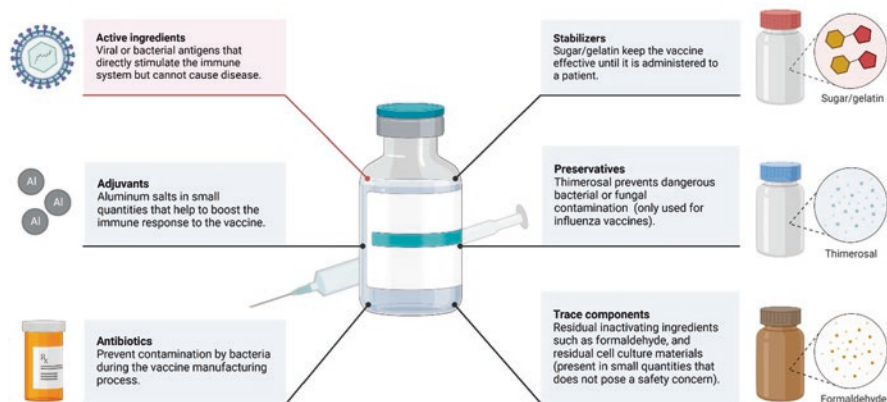 Active ingredients
Viral or bacterial antigens that
directly stimulate the immune
system but cannot cause disease.
Adjuvants
Aluminum salts in small
quantities that help to boost the
immune response to the vaccine.
Antibiotics
Prevent contamination by bacteria
during the vaccine manufacturing
process.
Stabilizers
Sugar/gelatin keep the vaccine
effective until it is administered to
a patient.
Preservatives
Thimerosal prevents dangerous
bacterial or fungal
contamination (only used for
influenza vaccines).
Trace components
Residual inactivating ingredients
such as formaldehyde, and
residual cell culture materials
(present in small quantities that
does not pose a safety concern).
Al
Al
Al
Rx
Sugar/gelatin
Thimerosal
Formaldehyde